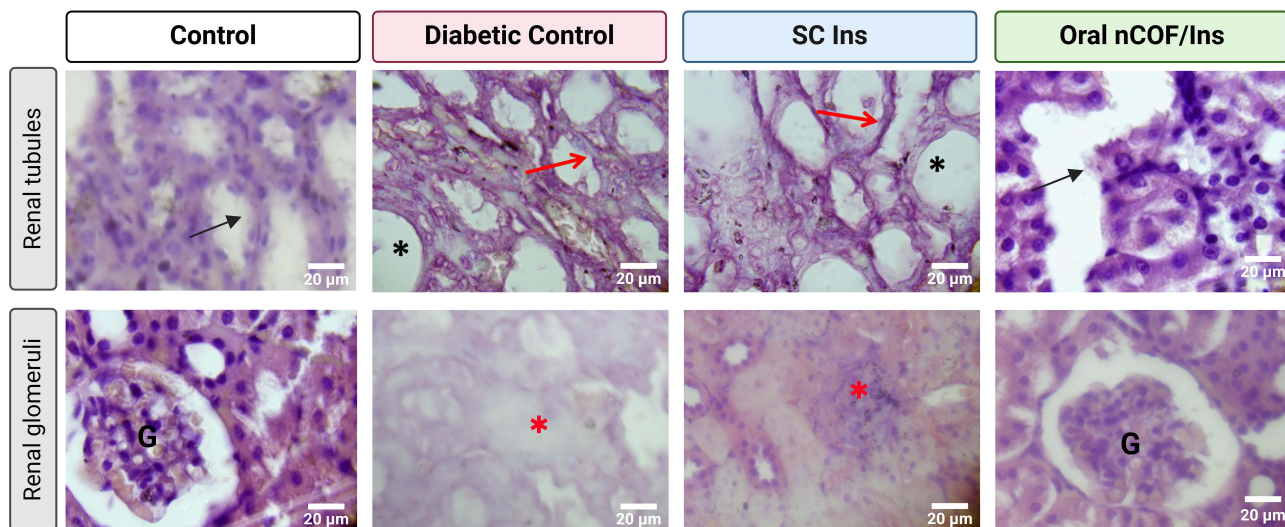 Control
Diabetic Control
SC Ins
Oral nCOF/Ins
Renal tubules
*
20 µm
20 µm
*
20 µm
20 µm
Renal glomeruli
G
20 µm
*
20 µm
*
20 µm
G
20 µm